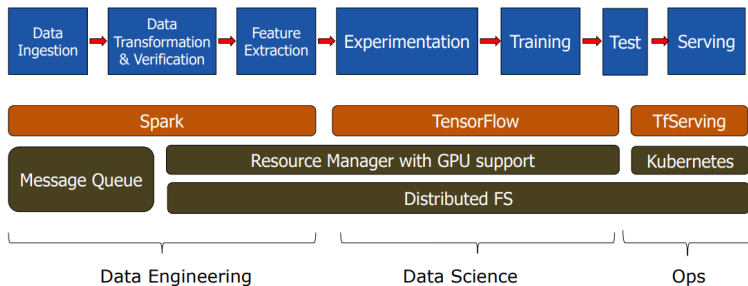 Data
Ingestion
Data
Transformation
& Verification
Feature
Extraction
Experimentation
Training
Test
Serving
Spark
TensorFlow
TfServing
Message Queue
Resource Manager with GPU support
Kubernetes
Distributed FS
Data Engineering
Data Science
Ops